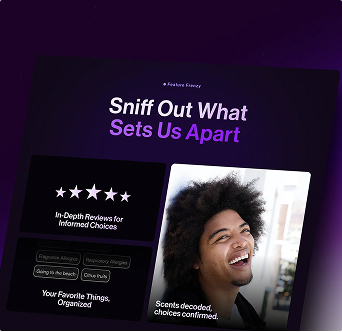 Feature Frenzy
Sniff Out What
Sets Us Apart
In-Depth Reviews for
Informed Choices
Fragrance Allergies
Respiratory Allergies
Going to the beach
Citrus fruits
Your Favorite Things,
Organized
Scents decoded,
choices confirmed.